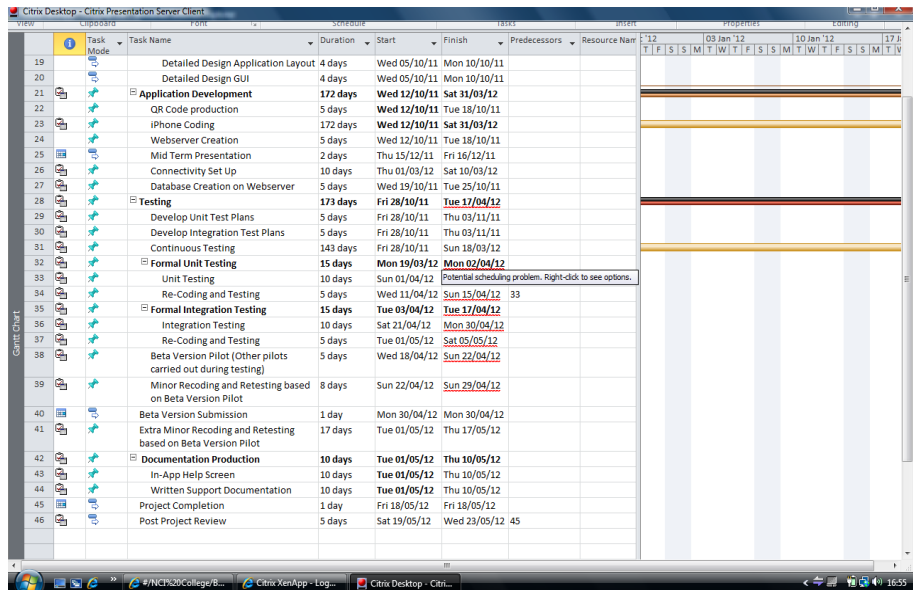 Citrix Desktop - Citrix Presentation Server Client
View Clipboard Font Schedule Tasks Insert Properties Editing
Task Mode Task Name Duration Start Finish Predecessors Resource Nam '12 03 Jan '12 10 Jan '12 17 J
T F S S M T W T F S S M T W T F S S M T W
19 Detailed Design Application Layout 4 days Wed 05/10/11 Mon 10/10/11
20 Detailed Design GUI 4 days Wed 05/10/11 Mon 10/10/11
21 Application Development 172 days Wed 12/10/11 Sat 31/03/12
22 QR Code production 5 days Wed 12/10/11 Tue 18/10/11
23 iPhone Coding 172 days Wed 12/10/11 Sat 31/03/12
24 Webserver Creation 5 days Wed 12/10/11 Tue 18/10/11
25 Mid Term Presentation 2 days Thu 15/12/11 Fri 16/12/11
26 Connectivity Set Up 10 days Thu 01/03/12 Sat 10/03/12
27 Database Creation on Webserver 5 days Wed 19/10/11 Tue 25/10/11
28 Testing 173 days Fri 28/10/11 Tue 17/04/12
29 Develop Unit Test Plans 5 days Fri 28/10/11 Thu 03/11/11
30 Develop Integration Test Plans 5 days Fri 28/10/11 Thu 03/11/11
31 Continuous Testing 143 days Fri 28/10/11 Sun 18/03/12
32 Formal Unit Testing 15 days Mon 19/03/12 Mon 02/04/12
33 Unit Testing 10 days Sun 01/04/12 Potential scheduling problem. Right-click to see options.
34 Re-Coding and Testing 5 days Wed 11/04/12 Sun 15/04/12 33
35 Formal Integration Testing 15 days Tue 03/04/12 Tue 17/04/12
36 Integration Testing 10 days Sat 21/04/12 Mon 30/04/12
37 Re-Coding and Testing 5 days Tue 01/05/12 Sat 05/05/12
38 Beta Version Pilot (Other pilots 5 days Wed 18/04/12 Sun 22/04/12
carried out during testing)
39 Minor Recoding and Retesting based 8 days Sun 22/04/12 Sun 29/04/12
on Beta Version Pilot
40 Beta Version Submission 1 day Mon 30/04/12 Mon 30/04/12
41 Extra Minor Recoding and Retesting 17 days Tue 01/05/12 Thu 17/05/12
based on Beta Version Pilot
42 Documentation Production 10 days Tue 01/05/12 Thu 10/05/12
43 In-App Help Screen 10 days Tue 01/05/12 Thu 10/05/12
44 Written Support Documentation 10 days Tue 01/05/12 Thu 10/05/12
45 Project Completion 1 day Fri 18/05/12 Fri 18/05/12
46 Post Project Review 5 days Sat 19/05/12 Wed 23/05/12 45
Gantt Chart
#/NCI%20College/B... Citrix XenApp - Log... Citrix Desktop - Citri... 16:55